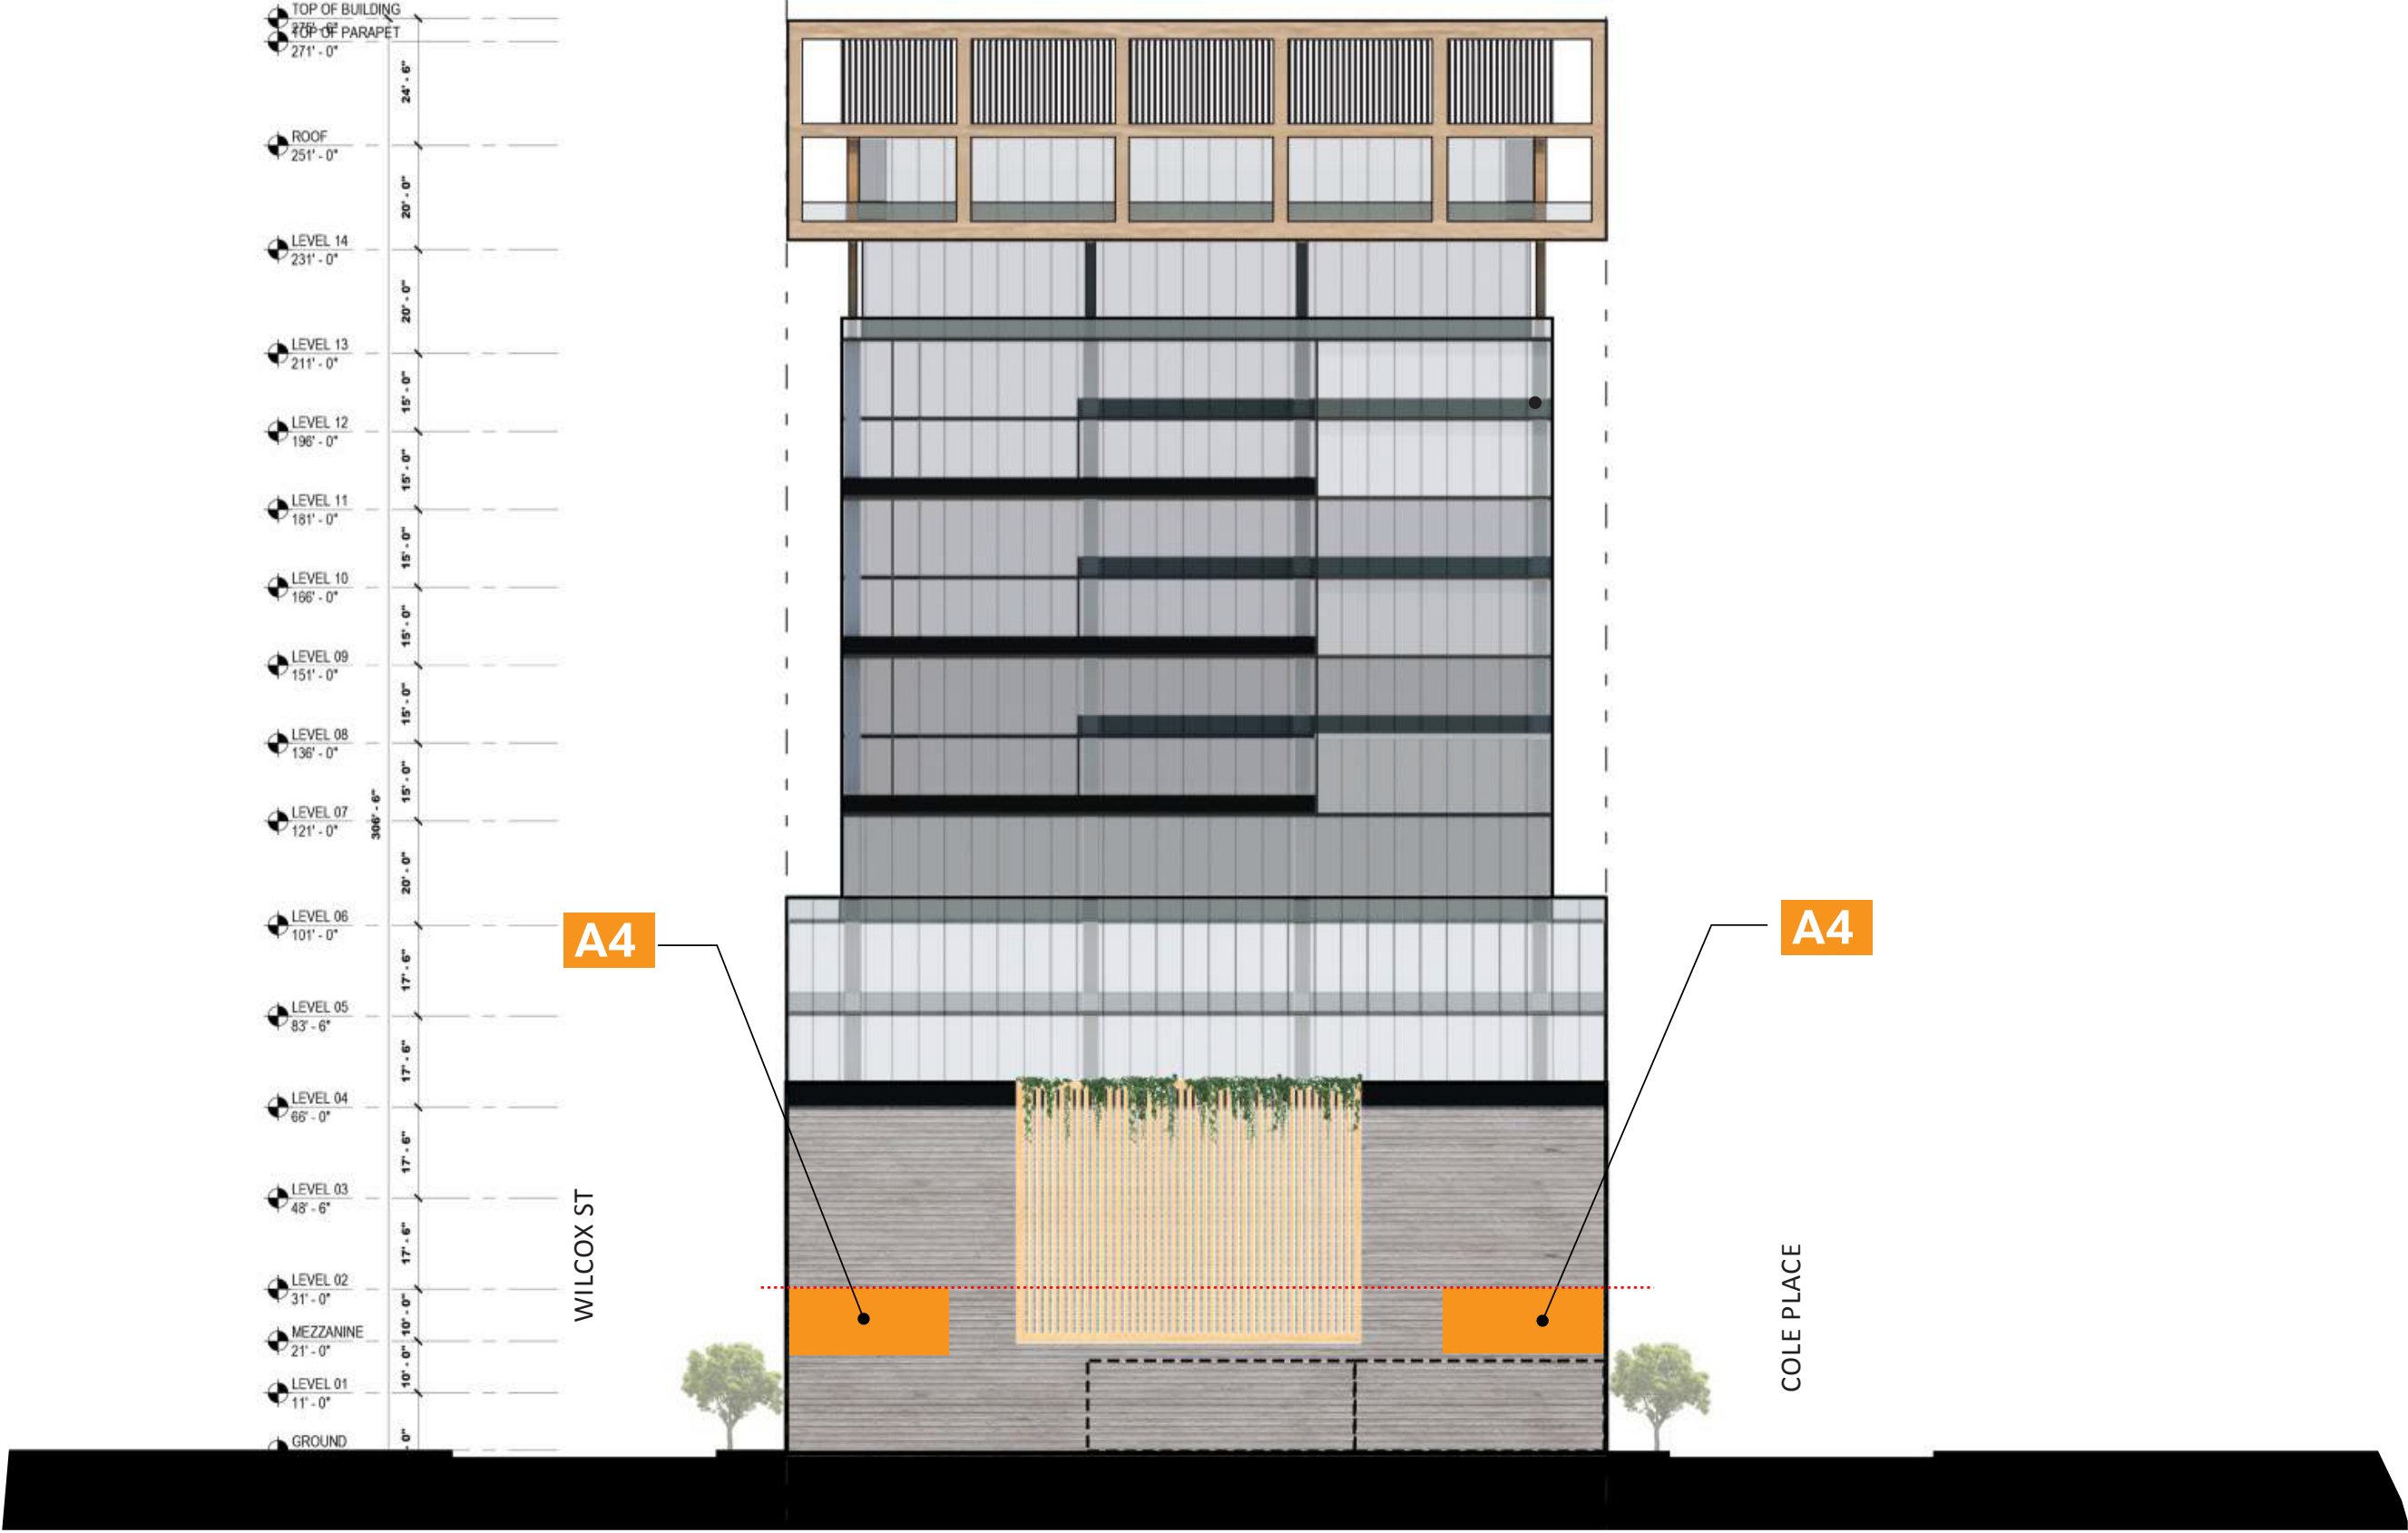 TOP OF BUILDING
275' - 6"
TOP OF PARAPET
271' - 0"
24' - 6"
ROOF
251' - 0"
20' - 0"
LEVEL 14
231' - 0"
20' - 0"
LEVEL 13
211' - 0"
15' - 0"
LEVEL 12
196' - 0"
15' - 0"
LEVEL 11
181' - 0"
15' - 0"
LEVEL 10
166' - 0"
15' - 0"
LEVEL 09
151' - 0"
15' - 0"
LEVEL 08
136' - 0"
15' - 0"
306' - 6"
LEVEL 07
121' - 0"
20' - 0"
LEVEL 06
101' - 0"
A4
A4
17' - 6"
LEVEL 05
83' - 6"
17' - 6"
LEVEL 04
66' - 0"
17' - 6"
LEVEL 03
48' - 6"
17' - 6"
WILCOX ST
COLE PLACE
LEVEL 02
31' - 0"
10' - 0"
MEZZANINE
21' - 0"
10' - 0"
LEVEL 01
11' - 0"
GROUND